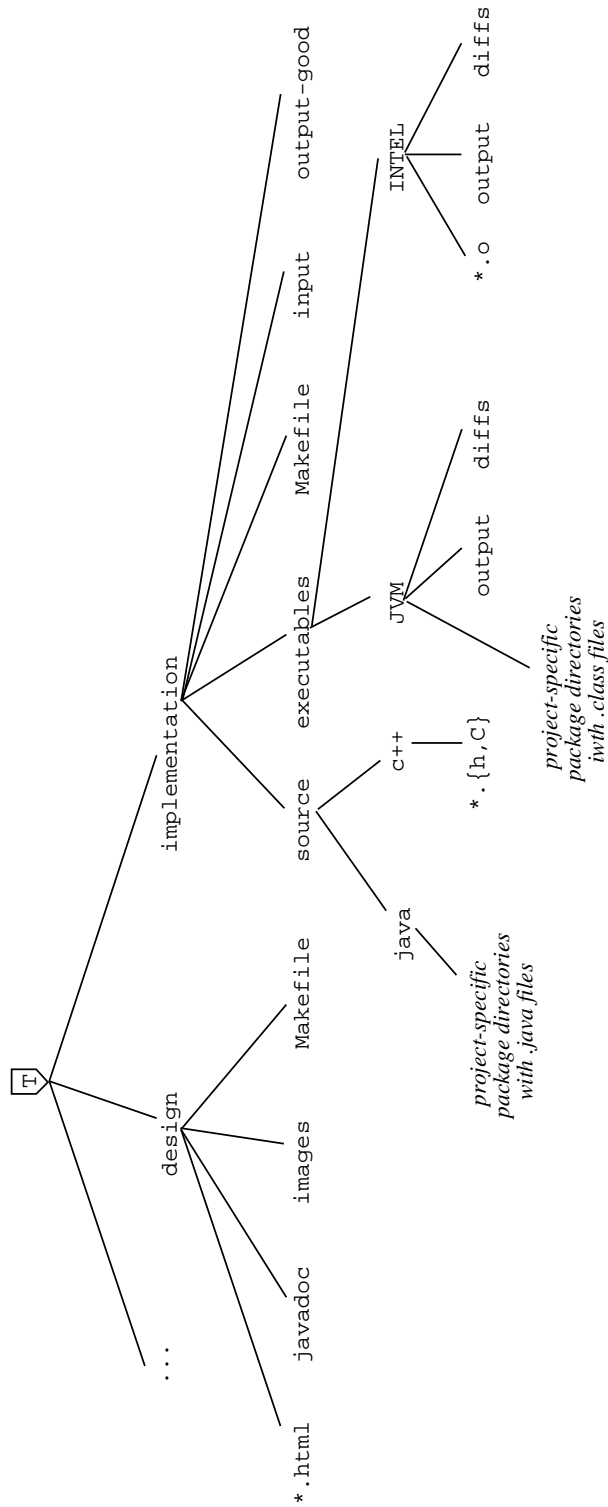 T
...
design
implementation
*.html
javadoc
images
Makefile
source
executables
Makefile
input
output-good
java
c++
JVM
INTEL
project-specific
package directories
with .java files
*.{h,C}
project-specific
package directories
iwth .class files
output
diffs
*.o
output
diffs